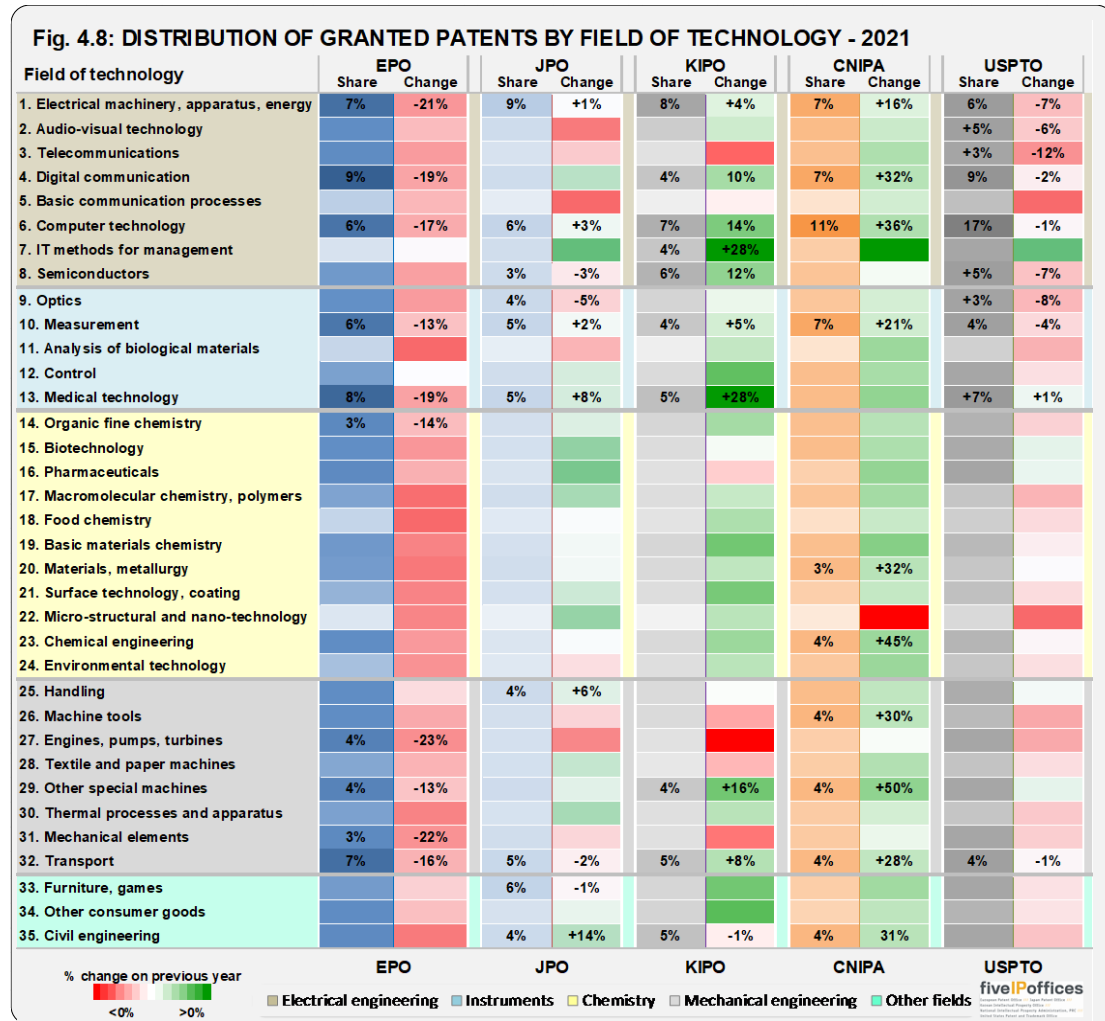 Fig. 4.8: DISTRIBUTION OF GRANTED PATENTS BY FIELD OF TECHNOLOGY - 2021
Field of technology EPO JPO KIPO CNIPA USPTO
Share Change Share Change Share Change Share Change Share Change
1. Electrical machinery, apparatus, energy 7% -21% 9% +1% 8% +4% 7% +16% 6% -7%
2. Audio-visual technology +5% -6%
3. Telecommunications +3% -12%
4. Digital communication 9% -19% 4% 10% 7% +32% 9% -2%
5. Basic communication processes
6. Computer technology 6% -17% 6% +3% 7% 14% 11% +36% 17% -1%
7. IT methods for management 4% +28%
8. Semiconductors 3% -3% 6% 12% +5% -7%
9. Optics 4% -5% +3% -8%
10. Measurement 6% -13% 5% +2% 4% +5% 7% +21% 4% -4%
11. Analysis of biological materials
12. Control
13. Medical technology 8% -19% 5% +8% 5% +28% +7% +1%
14. Organic fine chemistry 3% -14%
15. Biotechnology
16. Pharmaceuticals
17. Macromolecular chemistry, polymers
18. Food chemistry
19. Basic materials chemistry
20. Materials, metallurgy 3% +32%
21. Surface technology, coating
22. Micro-structural and nano-technology
23. Chemical engineering 4% +45%
24. Environmental technology
25. Handling 4% +6%
26. Machine tools 4% +30%
27. Engines, pumps, turbines 4% -23%
28. Textile and paper machines
29. Other special machines 4% -13% 4% +16% 4% +50%
30. Thermal processes and apparatus
31. Mechanical elements 3% -22%
32. Transport 7% -16% 5% -2% 5% +8% 4% +28% 4% -1%
33. Furniture, games 6% -1%
34. Other consumer goods
35. Civil engineering 4% +14% 5% -1% 4% 31%
EPO JPO KIPO CNIPA USPTO
% change on previous year
<0% >0%
Electrical engineering Instruments Chemistry Mechanical engineering Other fields
fiveIPoffices